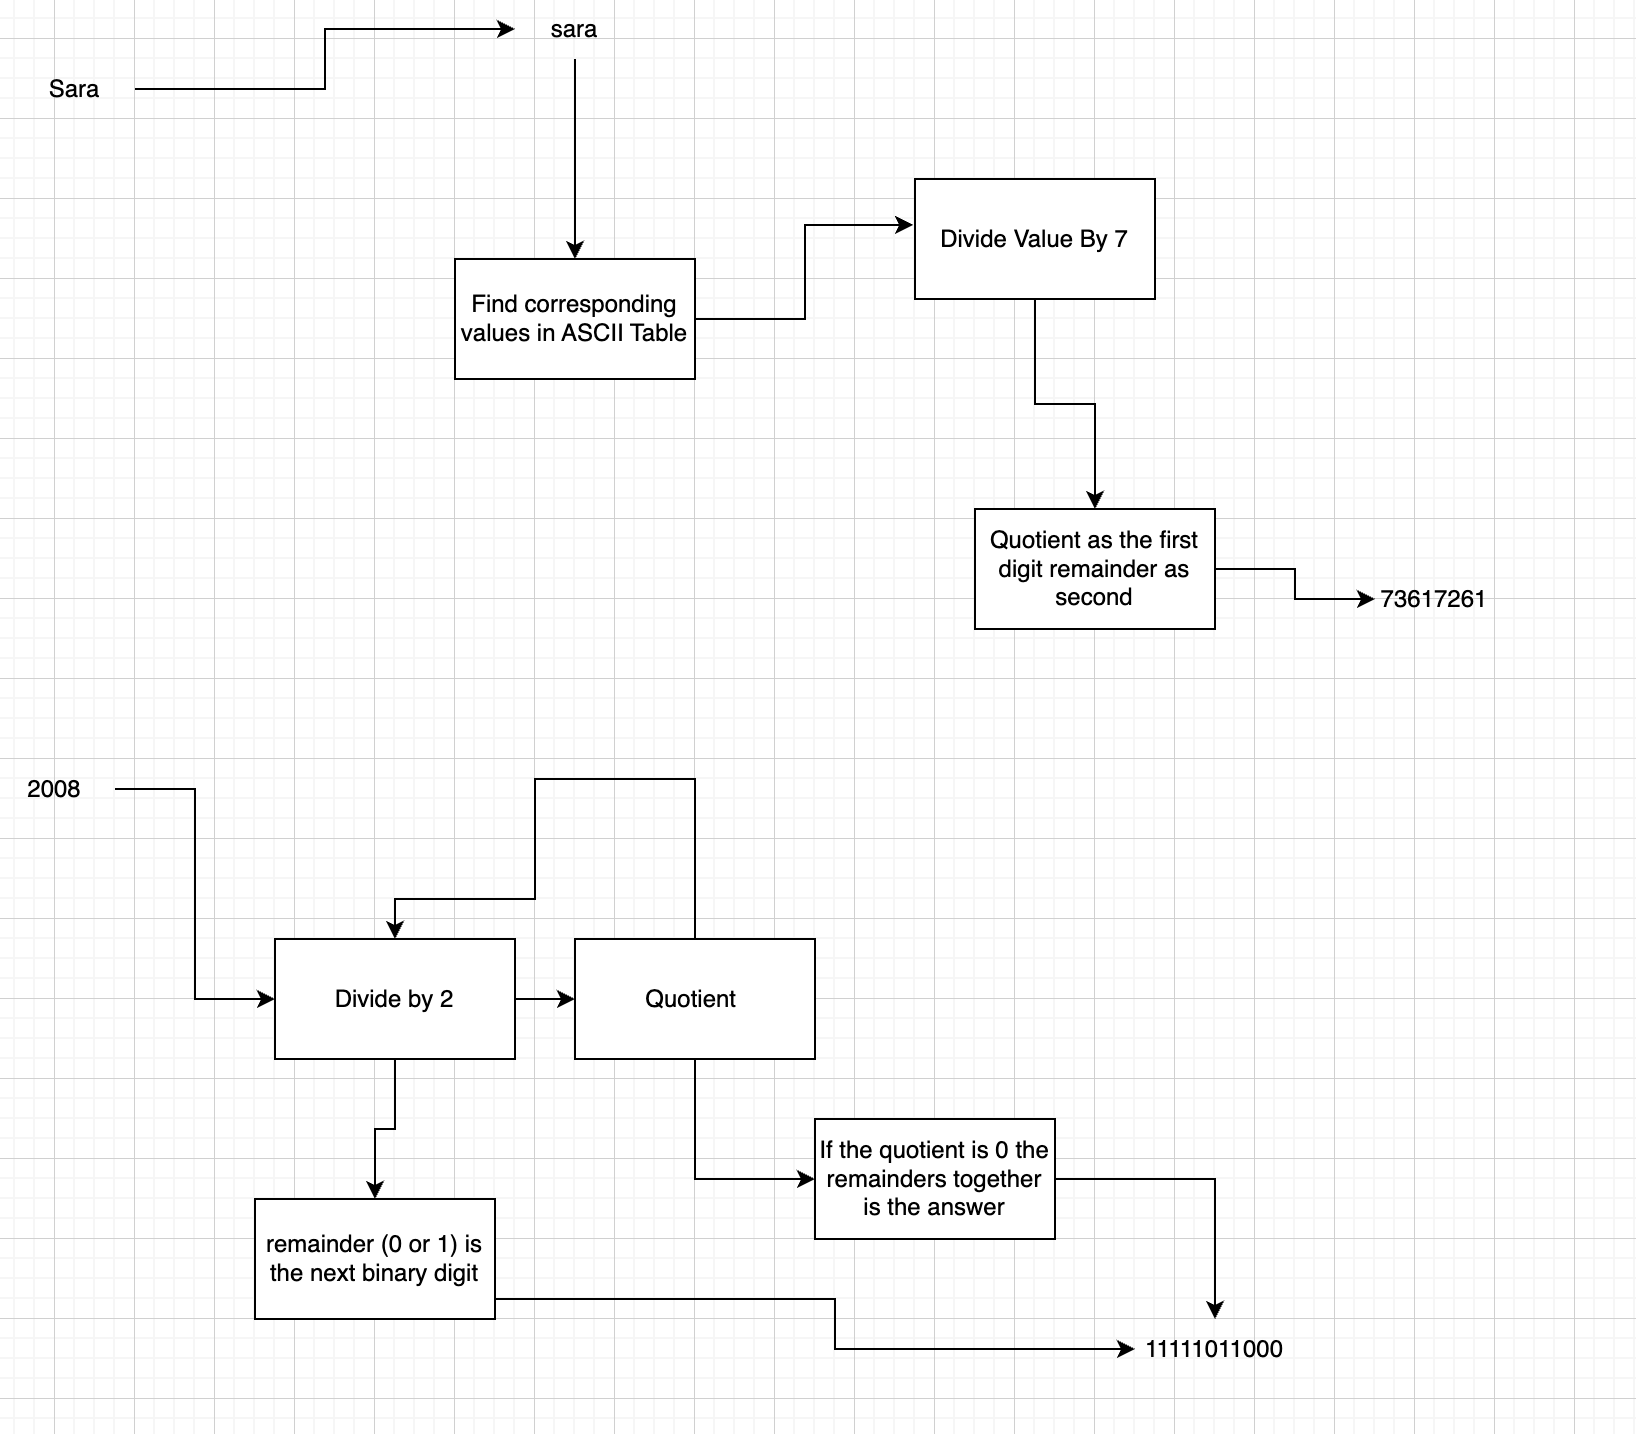 sara
Sara
Divide Value By 7
Find corresponding
values in ASCII Table
Quotient as the first
digit remainder as
second
73617261
2008
Divide by 2
Quotient
If the quotient is 0 the
remainders together
is the answer
remainder (0 or 1) is
the next binary digit
11111011000